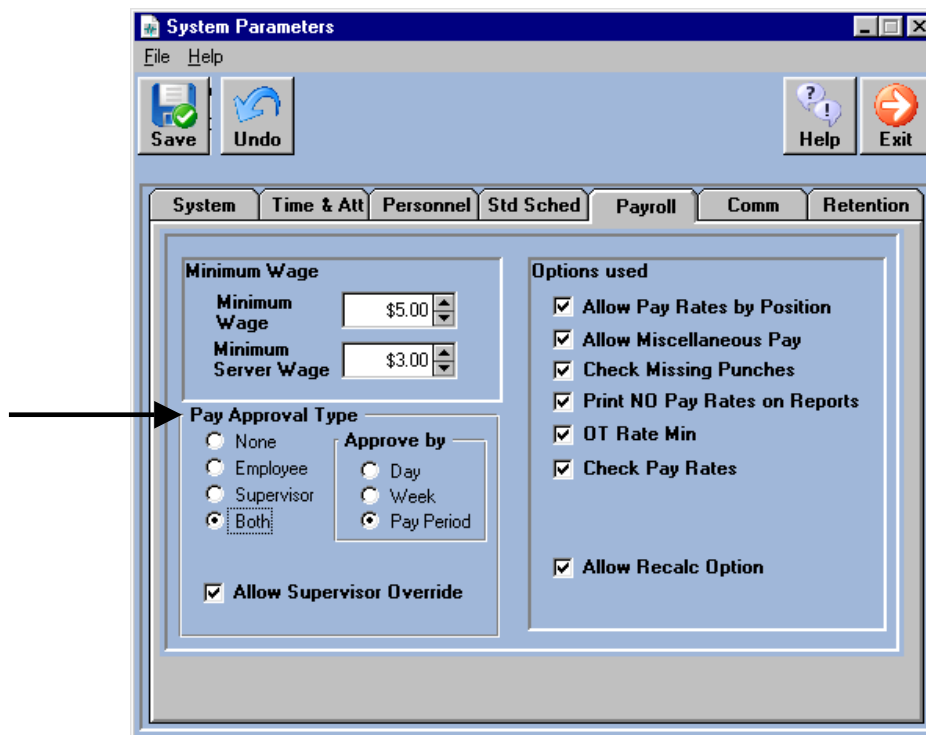 System Parameters
File Help
Save Undo Help Exit
System Time & Att Personnel Std Sched Payroll Comm Retention
Minimum Wage
Minimum
Wage
$5.00
Minimum
Server Wage
$3.00
Pay Approval Type
None
Employee
Supervisor
Both
Approve by
Day
Week
Pay Period
Allow Supervisor Override
Options used
Allow Pay Rates by Position
Allow Miscellaneous Pay
Check Missing Punches
Print NO Pay Rates on Reports
OT Rate Min
Check Pay Rates
Allow Recalc Option